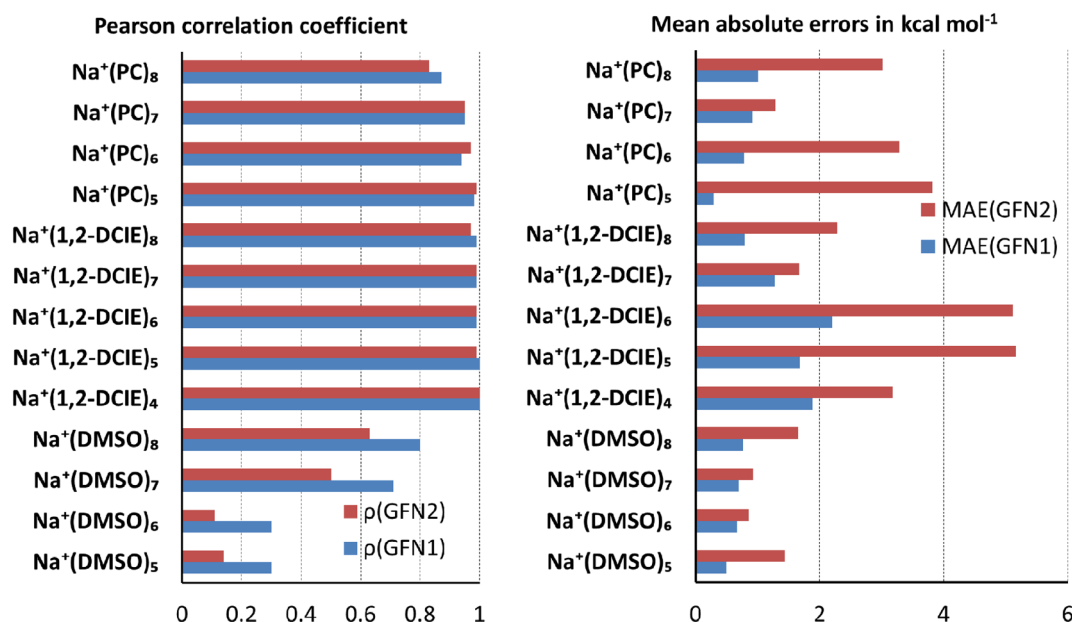 Pearson correlation coefficient
Na⁺(PC)₈
Na⁺(PC)₇
Na⁺(PC)₆
Na⁺(PC)₅
Na⁺(1,2-DCIE)₈
Na⁺(1,2-DCIE)₇
Na⁺(1,2-DCIE)₆
Na⁺(1,2-DCIE)₅
Na⁺(1,2-DCIE)₄
Na⁺(DMSO)₈
Na⁺(DMSO)₇
Na⁺(DMSO)₆
Na⁺(DMSO)₅
ρ(GFN2)
ρ(GFN1)
0 0.2 0.4 0.6 0.8 1
Mean absolute errors in kcal mol⁻¹
Na⁺(PC)₈
Na⁺(PC)₇
Na⁺(PC)₆
Na⁺(PC)₅
Na⁺(1,2-DCIE)₈
Na⁺(1,2-DCIE)₇
Na⁺(1,2-DCIE)₆
Na⁺(1,2-DCIE)₅
Na⁺(1,2-DCIE)₄
Na⁺(DMSO)₈
Na⁺(DMSO)₇
Na⁺(DMSO)₆
Na⁺(DMSO)₅
MAE(GFN2)
MAE(GFN1)
0 2 4 6